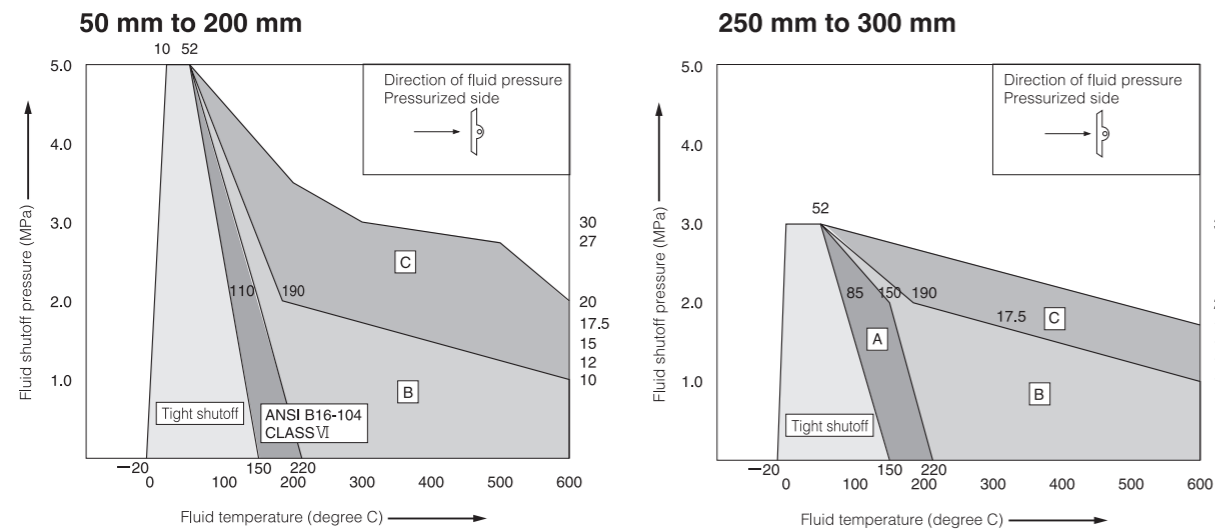 50 mm to 200 mm
10 52
5.0
4.0
3.0
2.0
1.0
Fluid shutoff pressure (MPa)
Direction of fluid pressure
Pressurized side
30
27
20
17.5
15
12
10
C
110
190
B
Tight shutoff
ANSI B16-104
CLASS VI
−20
150
220
0
100
200
300
400
500
600
Fluid temperature (degree C)
250 mm to 300 mm
5.0
4.0
3.0
2.0
1.0
Fluid shutoff pressure (MPa)
Direction of fluid pressure
Pressurized side
52
85
150
190
17.5
C
A
B
Tight shutoff
−20
150
220
0
100
200
300
400
500
600
Fluid temperature (degree C)